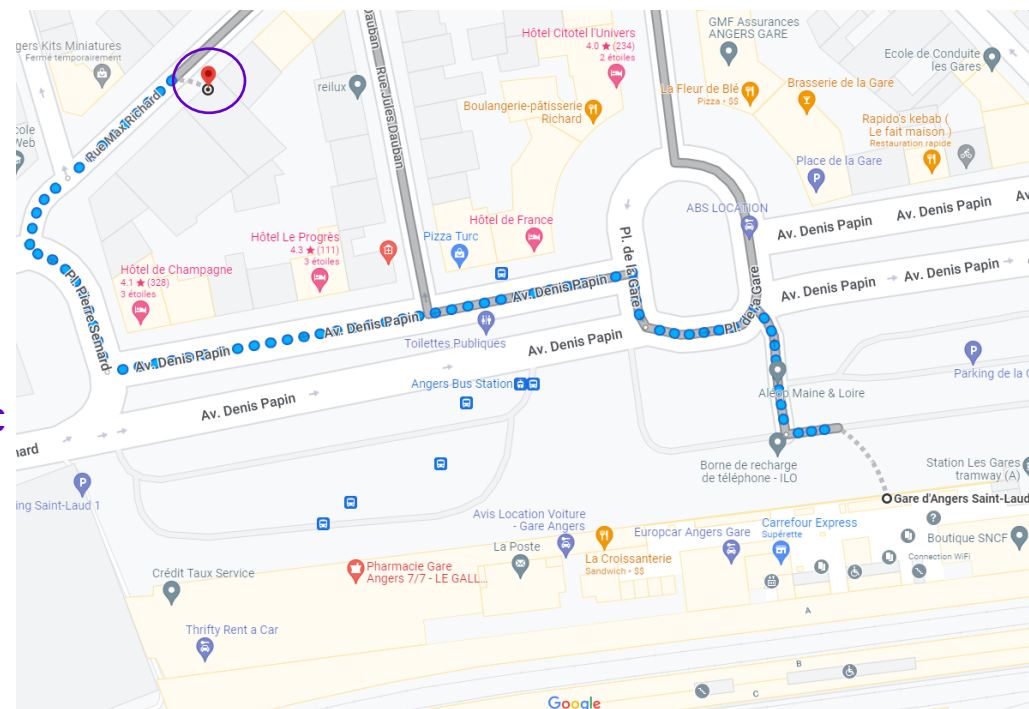 GMF Assurances
ANGERS GARE
Hôtel Citotel l'Univers
4.0 ★ (234)
2 étoiles
gers Kits Miniatures
Fermé temporairement
Ecole de Conduite
les Gares
Dauban
reilux
La Fleur de Blé
Pizza • $$
Brasserie de la Gare
Boulangerie-pâtisserie
Richard
Rue Jules Dauban
Rue Max Richard
cole
Web
Rapido's kebab (
Le fait maison )
Restauration rapide
Place de la Gare
P
ABS LOCATION
Av. Denis Papin
Av. Denis Papin
Av
Hôtel de France
Pizza Turc
Hôtel Le Progrès
4.3 ★ (111)
3 étoiles
Pl. de la Gare
Hôtel de Champagne
4.1 ★ (328)
3 étoiles
Pl. Pierre Semard
Pl. de la Gare
Av. Denis Papin
Av. Denis Papin
Av. Denis Papin
Av. Denis Papin
Av. Denis Papin
Toilettes Publiques
Av. Denis Papin
P
Parking de la G
Angers Bus Station
Av. Denis Papin
Aléop Maine & Loire
nard
Borne de recharge
de téléphone - ILO
Station Les Gares
tramway (A)
P
ing Saint-Laud 1
Gare d'Angers Saint-Laud
Avis Location Voiture
- Gare Angers
Europcar Angers Gare
Carrefour Express
Supérette
Boutique SNCF
La Poste
La Croissanterie
Sandwich • $$
Connection WiFi
Pharmacie Gare
Angers 7/7 - LE GALL...
Crédit Taux Service
A
Thrifty Rent a Car
B
C
Google